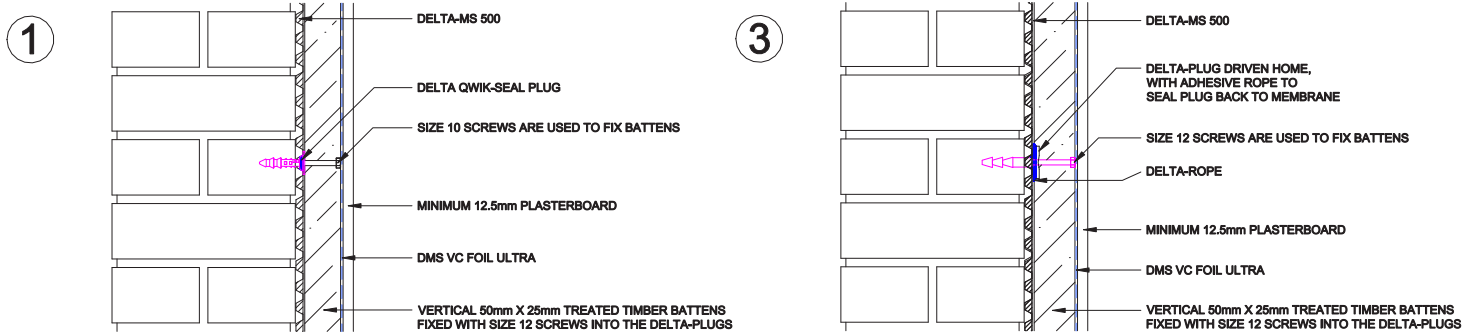 1
DELTA-MS 500
DELTA QWIK-SEAL PLUG
SIZE 10 SCREWS ARE USED TO FIX BATTENS
MINIMUM 12.5mm PLASTERBOARD
DMS VC FOIL ULTRA
VERTICAL 50mm X 25mm TREATED TIMBER BATTENS
FIXED WITH SIZE 12 SCREWS INTO THE DELTA-PLUGS
3
DELTA-MS 500
DELTA-PLUG DRIVEN HOME,
WITH ADHESIVE ROPE TO
SEAL PLUG BACK TO MEMBRANE
SIZE 12 SCREWS ARE USED TO FIX BATTENS
DELTA-ROPE
MINIMUM 12.5mm PLASTERBOARD
DMS VC FOIL ULTRA
VERTICAL 50mm X 25mm TREATED TIMBER BATTENS
FIXED WITH SIZE 12 SCREWS INTO THE DELTA-PLUGS